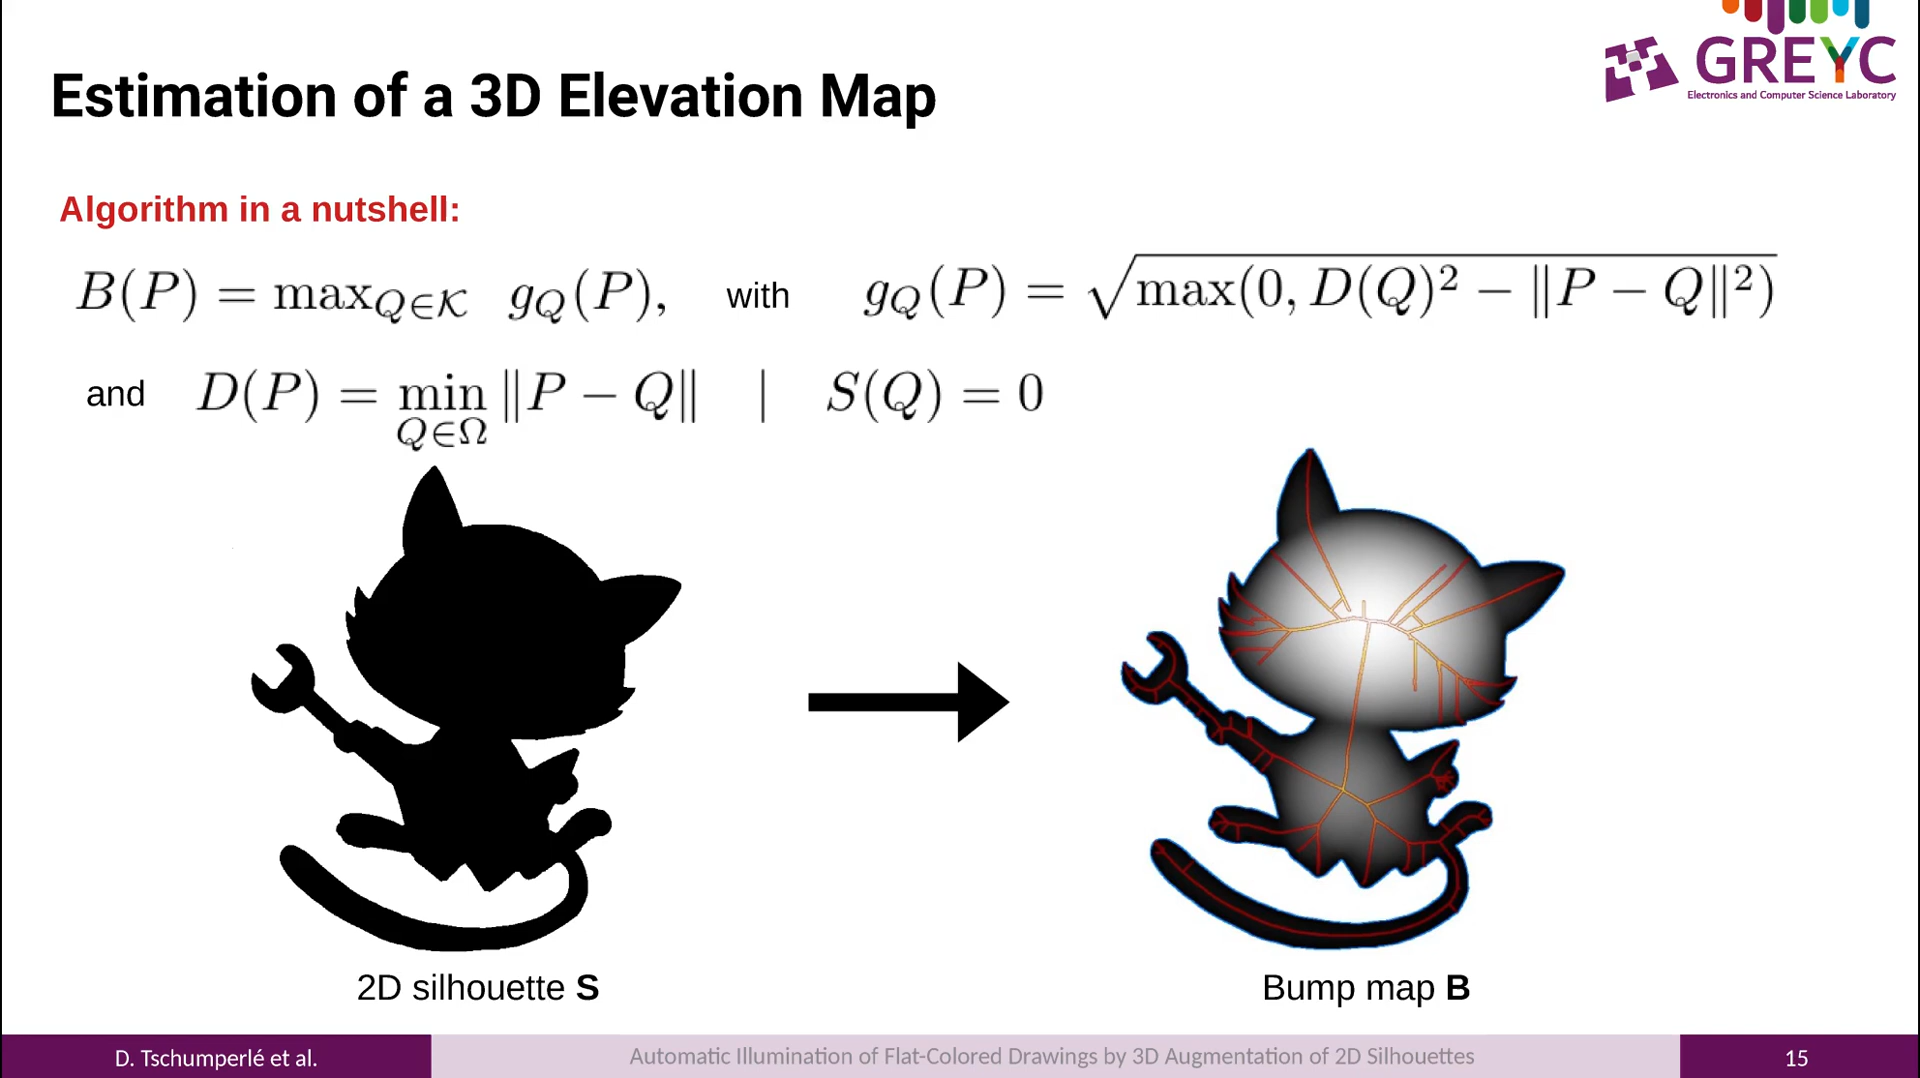 GREYC
Electronics and Computer Science Laboratory
Estimation of a 3D Elevation Map
Algorithm in a nutshell:
B(P) = max_{Q∈𝒦} g_Q(P), with g_Q(P) = √(max(0, D(Q)² − ‖P − Q‖²))
and D(P) = min_{Q∈Ω} ‖P − Q‖ | S(Q) = 0
2D silhouette S
Bump map B
D. Tschumperlé et al.
Automatic Illumination of Flat-Colored Drawings by 3D Augmentation of 2D Silhouettes
15